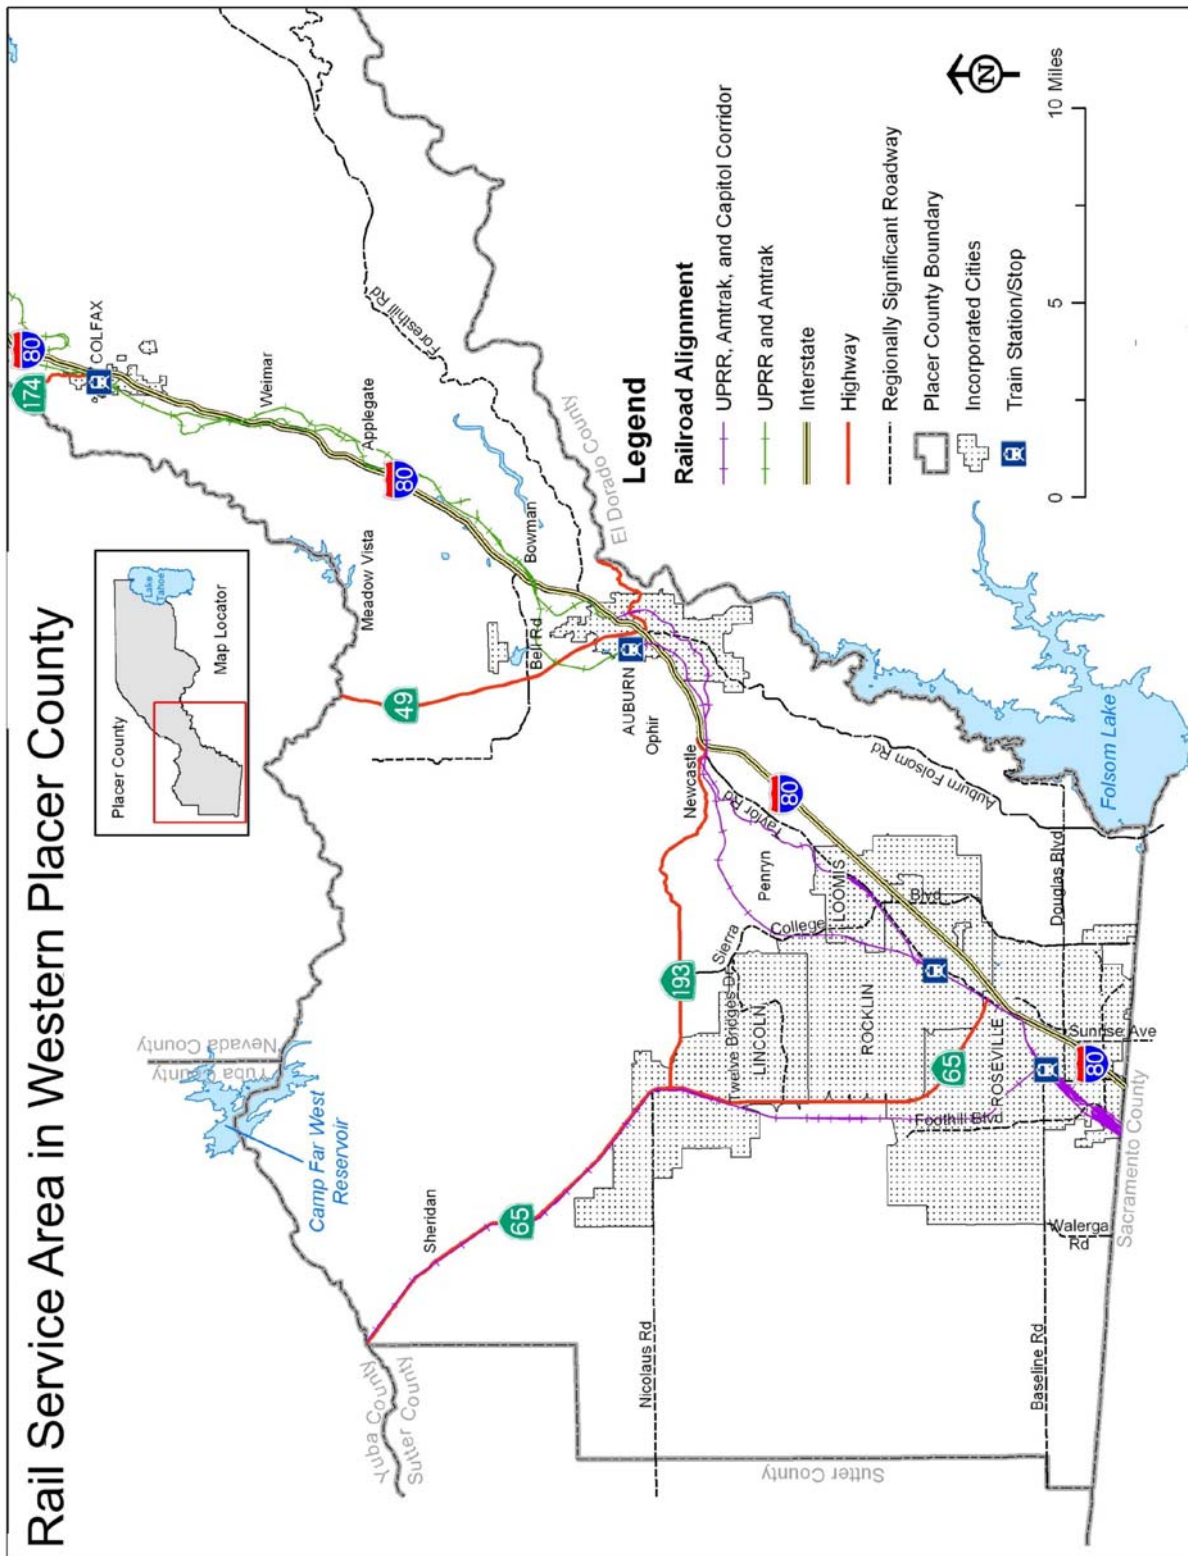 Rail Service Area in Western Placer County
Placer County
Lake
Tahoe
Map Locator
80
174
COLFAX
Weimar
Applegate
80
Foresthill Rd
Meadow Vista
Bowman
El Dorado County
Bell Rd
49
AUBURN
Ophir
Newcastle
Nevada County
Yuba County
Camp Far West
Reservoir
193
Taylor Rd
80
Auburn Folsom Rd
Folsom Lake
Penryn
LOOMIS
Sierra
College
Blvd
Douglas Blvd
Twelve Bridges Dr
LINCOLN
ROCKLIN
ROSEVILLE
65
Sunrise Ave
80
Foothill Blvd
Sheridan
65
Walerga
Rd
Sacramento County
Yuba County
Sutter County
Nicolaus Rd
Baseline Rd
Sutter County
Legend
Railroad Alignment
UPRR, Amtrak, and Capitol Corridor
UPRR and Amtrak
Interstate
Highway
Regionally Significant Roadway
Placer County Boundary
Incorporated Cities
Train Station/Stop
N
0
5
10 Miles